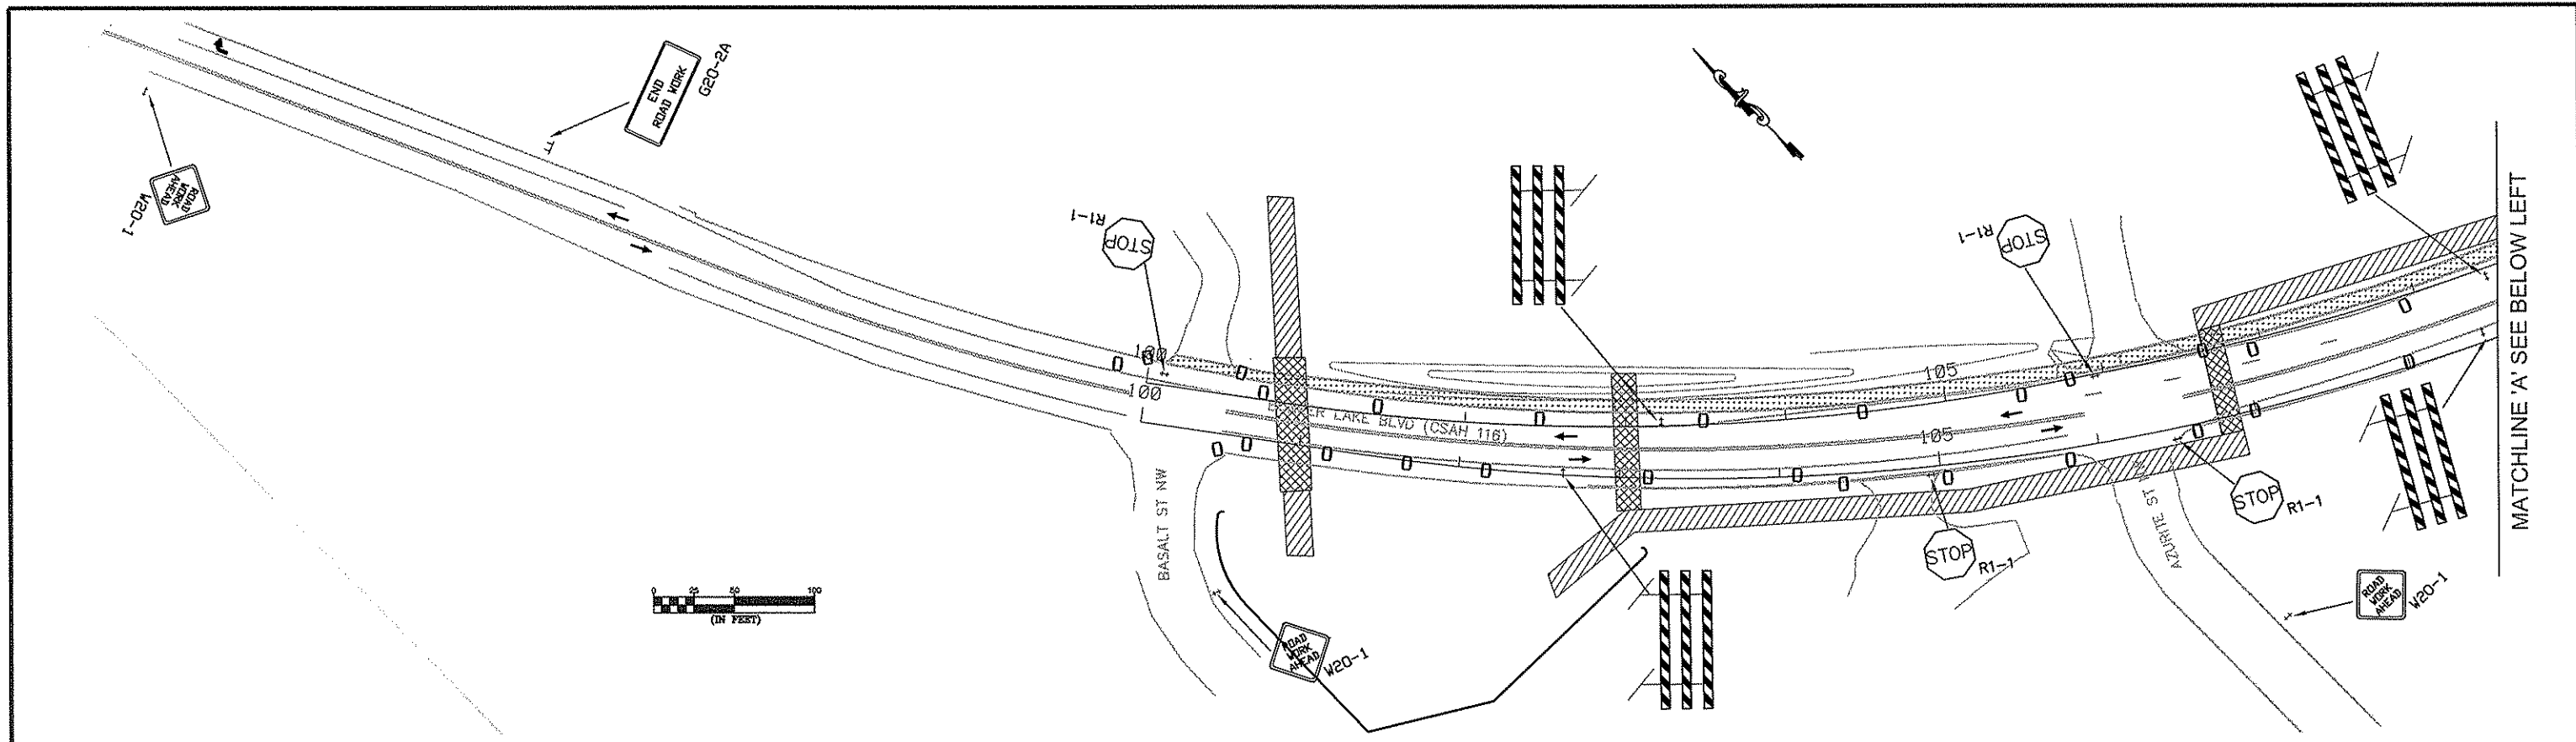 END
ROAD WORK
G20-2A
ROAD
WORK
AHEAD
W20-1
STOP
R1-1
STOP
R1-1
100
100
105
LAKE BLVD (CSAH 116)
105
BASALT ST NW
AZURITE ST
STOP
R1-1
STOP
R1-1
ROAD
WORK
AHEAD
W20-1
ROAD
WORK
AHEAD
W20-1
0 25 50 100
(IN FEET)
MATCHLINE 'A' SEE BELOW LEFT